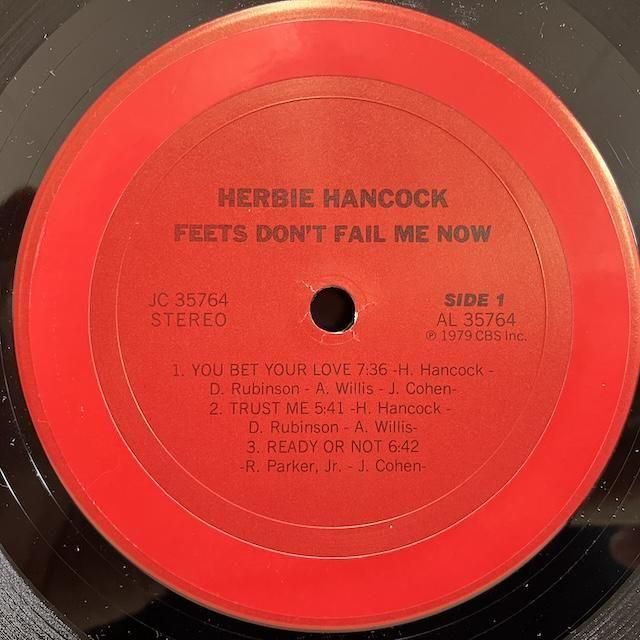 HERBIE HANCOCK
FEETS DON'T FAIL ME NOW
JC 35764
STEREO
SIDE 1
AL 35764
℗ 1979 CBS Inc.
1. YOU BET YOUR LOVE 7:36 -H. Hancock -
D. Rubinson - A. Willis - J. Cohen-
2. TRUST ME 5:41 -H. Hancock -
D. Rubinson - A. Willis-
3. READY OR NOT 6:42
-R. Parker, Jr. - J. Cohen-